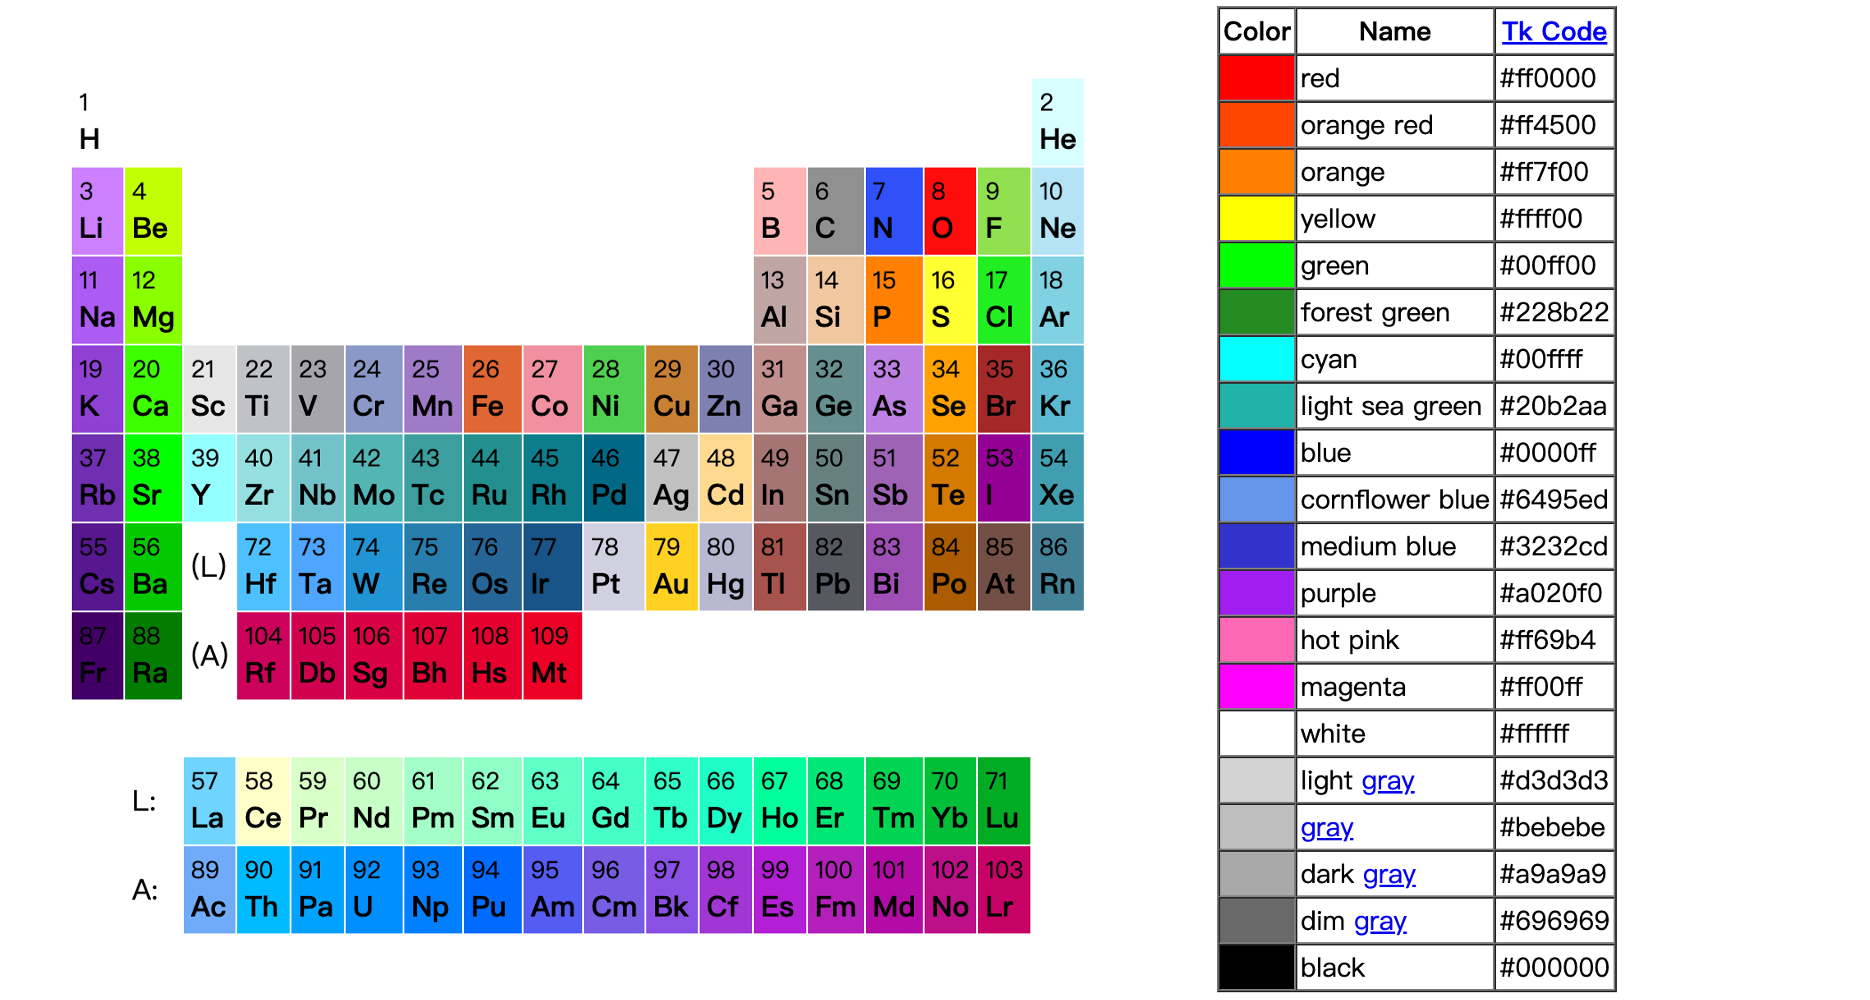 1 2
H He
3 4 5 6 7 8 9 10
Li Be B C N O F Ne
11 12 13 14 15 16 17 18
Na Mg Al Si P S Cl Ar
19 20 21 22 23 24 25 26 27 28 29 30 31 32 33 34 35 36
K Ca Sc Ti V Cr Mn Fe Co Ni Cu Zn Ga Ge As Se Br Kr
37 38 39 40 41 42 43 44 45 46 47 48 49 50 51 52 53 54
Rb Sr Y Zr Nb Mo Tc Ru Rh Pd Ag Cd In Sn Sb Te I Xe
55 56 (L) 72 73 74 75 76 77 78 79 80 81 82 83 84 85 86
Cs Ba Hf Ta W Re Os Ir Pt Au Hg Tl Pb Bi Po At Rn
87 88 (A) 104 105 106 107 108 109
Fr Ra Rf Db Sg Bh Hs Mt
L: 57 58 59 60 61 62 63 64 65 66 67 68 69 70 71
La Ce Pr Nd Pm Sm Eu Gd Tb Dy Ho Er Tm Yb Lu
A: 89 90 91 92 93 94 95 96 97 98 99 100 101 102 103
Ac Th Pa U Np Pu Am Cm Bk Cf Es Fm Md No Lr
Color Name Tk Code
red #ff0000
orange red #ff4500
orange #ff7f00
yellow #ffff00
green #00ff00
forest green #228b22
cyan #00ffff
light sea green #20b2aa
blue #0000ff
cornflower blue #6495ed
medium blue #3232cd
purple #a020f0
hot pink #ff69b4
magenta #ff00ff
white #ffffff
light gray #d3d3d3
gray #bebebe
dark gray #a9a9a9
dim gray #696969
black #000000